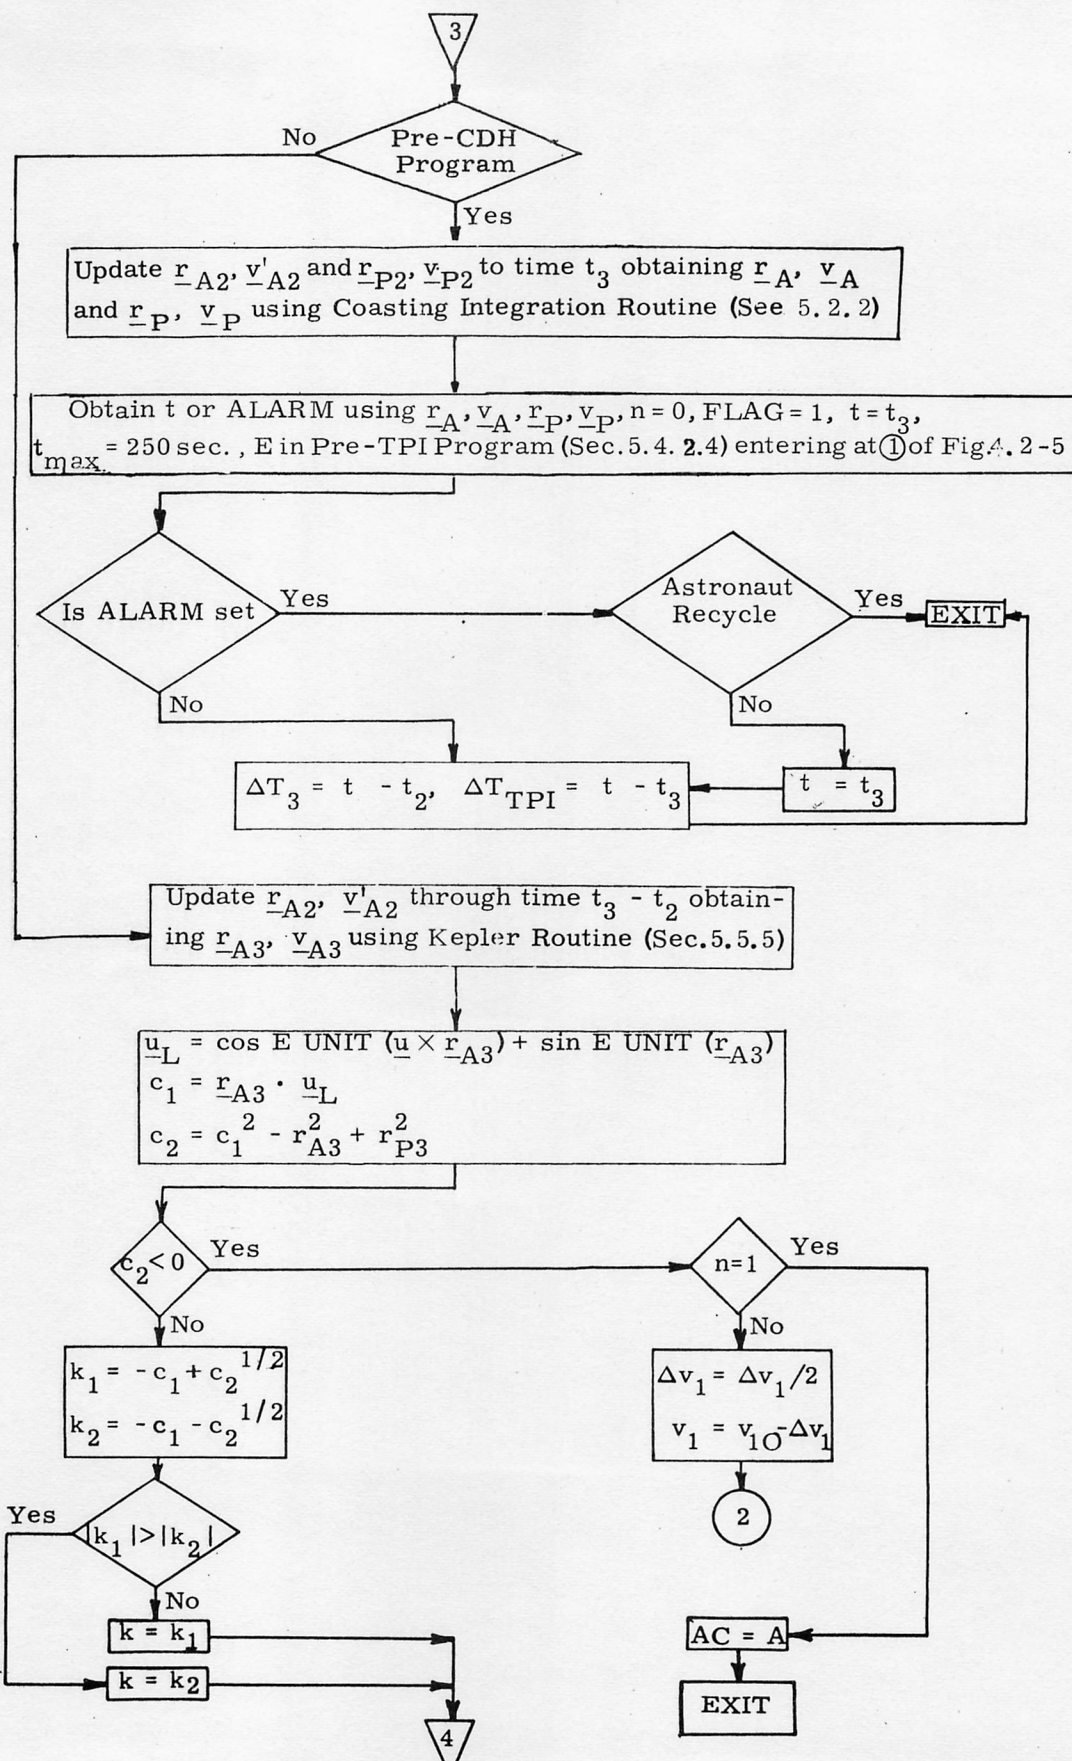 3
Pre-CDH
Program
No
Yes
Update r_A2, v'_A2 and r_P2, v_P2 to time t_3 obtaining r_A, v_A
and r_P, v_P using Coasting Integration Routine (See 5.2.2)
Obtain t or ALARM using r_A, v_A, r_P, v_P, n = 0, FLAG = 1, t = t_3,
t_max. = 250 sec., E in Pre-TPI Program (Sec. 5.4.2.4) entering at ① of Fig. 4.2-5
Is ALARM set
Yes
Astronaut
Recycle
Yes
EXIT
No
No
ΔT_3 = t - t_2, ΔT_TPI = t - t_3
t = t_3
Update r_A2, v'_A2 through time t_3 - t_2 obtain-
ing r_A3, v_A3 using Kepler Routine (Sec. 5.5.5)
u_L = cos E UNIT (u × r_A3) + sin E UNIT (r_A3)
c_1 = r_A3 · u_L
c_2 = c_1^2 - r_A3^2 + r_P3^2
c_2 < 0
Yes
n=1
Yes
No
No
k_1 = -c_1 + c_2^1/2
k_2 = -c_1 - c_2^1/2
Δv_1 = Δv_1/2
v_1 = v_10 - Δv_1
2
Yes
|k_1| > |k_2|
No
k = k_1
k = k_2
4
AC = A
EXIT